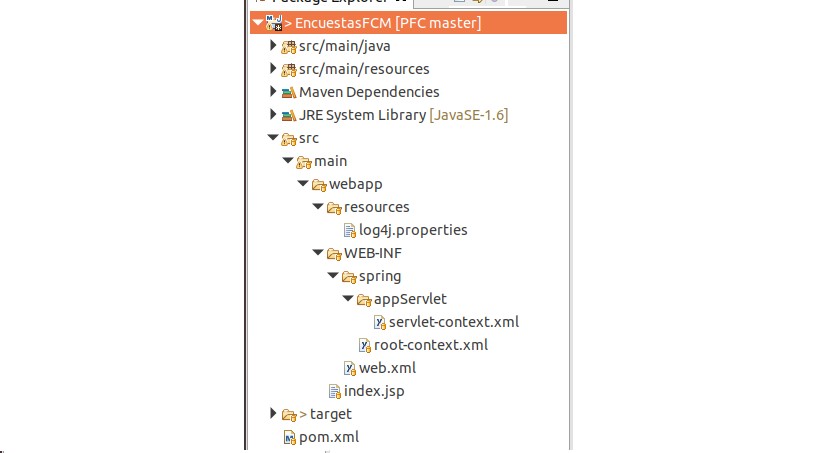 Package Explorer
> EncuestasFCM [PFC master]
src/main/java
src/main/resources
Maven Dependencies
JRE System Library [JavaSE-1.6]
src
main
webapp
resources
log4j.properties
WEB-INF
spring
appServlet
servlet-context.xml
root-context.xml
web.xml
index.jsp
> target
pom.xml